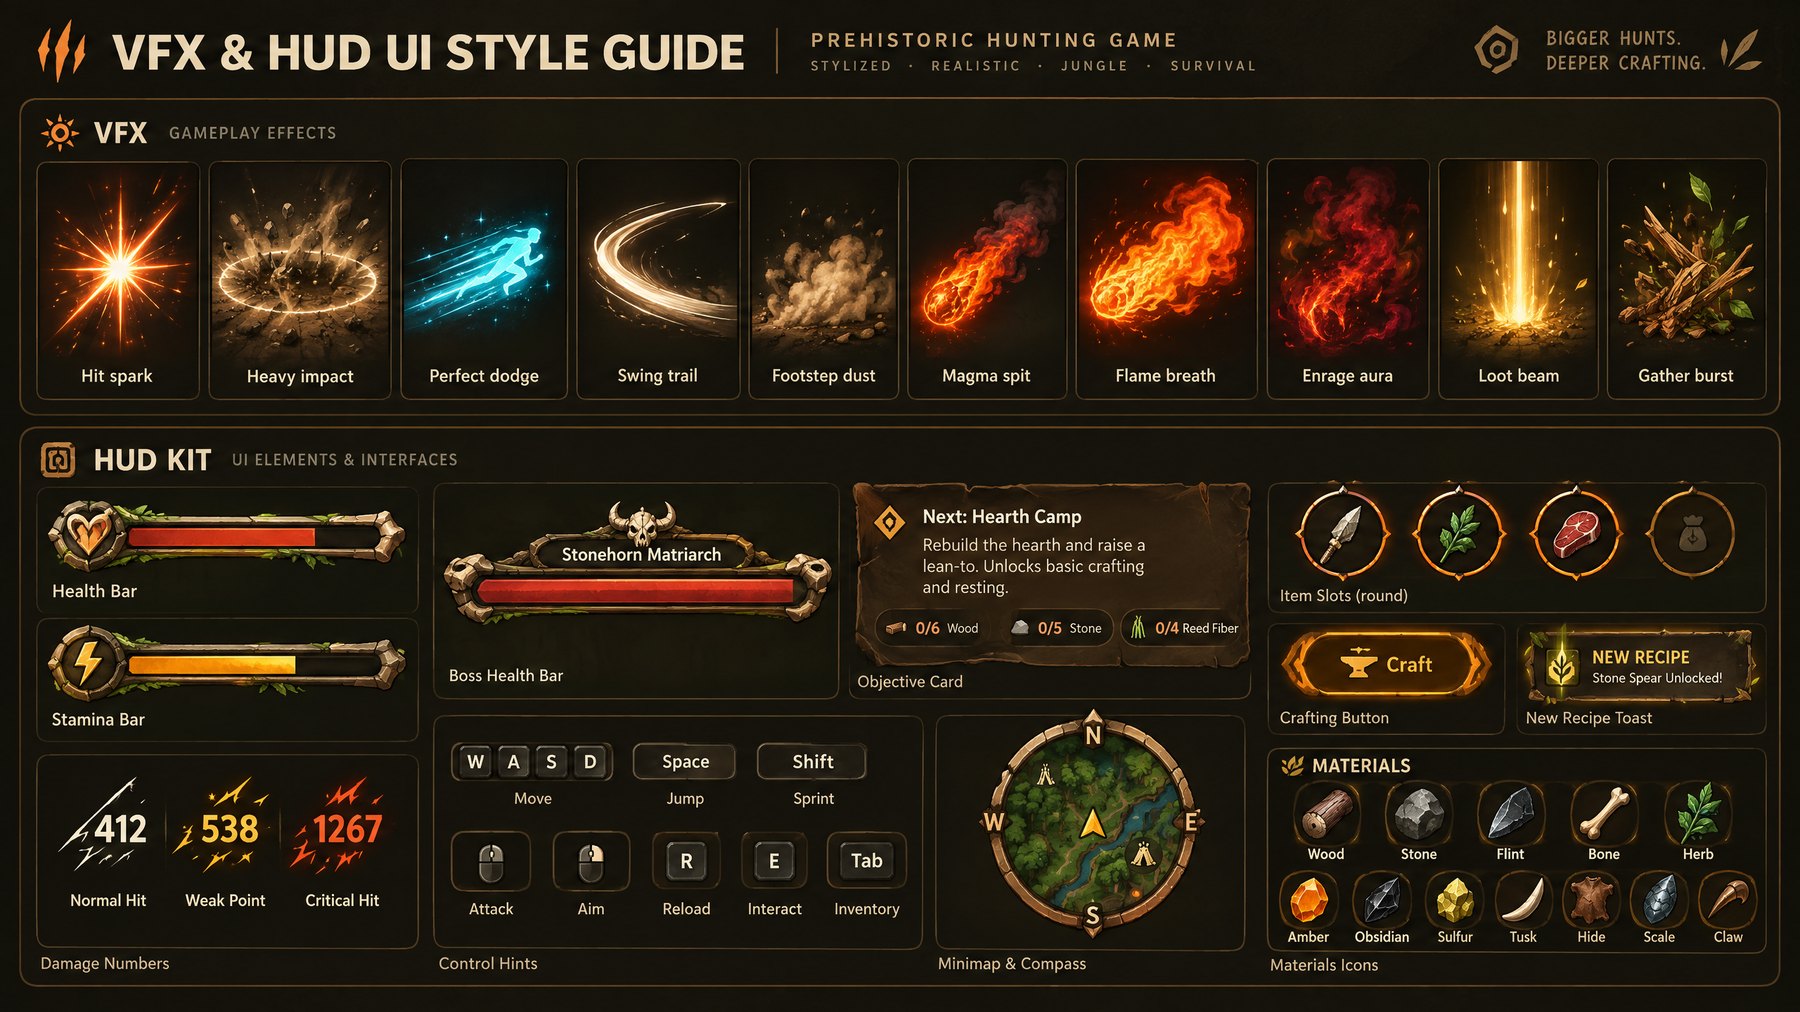 VFX & HUD UI STYLE GUIDE
PREHISTORIC HUNTING GAME
STYLIZED · REALISTIC · JUNGLE · SURVIVAL
BIGGER HUNTS.
DEEPER CRAFTING.
VFX GAMEPLAY EFFECTS
Hit spark
Heavy impact
Perfect dodge
Swing trail
Footstep dust
Magma spit
Flame breath
Enrage aura
Loot beam
Gather burst
HUD KIT UI ELEMENTS & INTERFACES
Health Bar
Stamina Bar
Stonehorn Matriarch
Boss Health Bar
Next: Hearth Camp
Rebuild the hearth and raise a
lean-to. Unlocks basic crafting
and resting.
0/6 Wood
0/5 Stone
0/4 Reed Fiber
Objective Card
Item Slots (round)
Craft
Crafting Button
NEW RECIPE
Stone Spear Unlocked!
New Recipe Toast
412
538
1267
Normal Hit
Weak Point
Critical Hit
Damage Numbers
W A S D
Move
Space
Jump
Shift
Sprint
Attack
Aim
R
Reload
E
Interact
Tab
Inventory
Control Hints
N
W
E
S
Minimap & Compass
MATERIALS
Wood
Stone
Flint
Bone
Herb
Amber
Obsidian
Sulfur
Tusk
Hide
Scale
Claw
Materials Icons